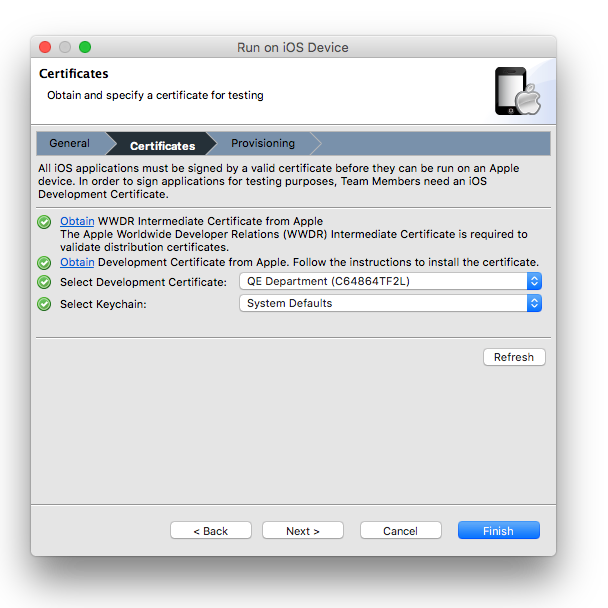 Run on iOS Device
Certificates
Obtain and specify a certificate for testing
General Certificates Provisioning
All iOS applications must be signed by a valid certificate before they can be run on an Apple
device. In order to sign applications for testing purposes, Team Members need an iOS
Development Certificate.
Obtain WWDR Intermediate Certificate from Apple
The Apple Worldwide Developer Relations (WWDR) Intermediate Certificate is required to
validate distribution certificates.
Obtain Development Certificate from Apple. Follow the instructions to install the certificate.
Select Development Certificate: QE Department (C64864TF2L)
Select Keychain: System Defaults
Refresh
< Back Next > Cancel Finish